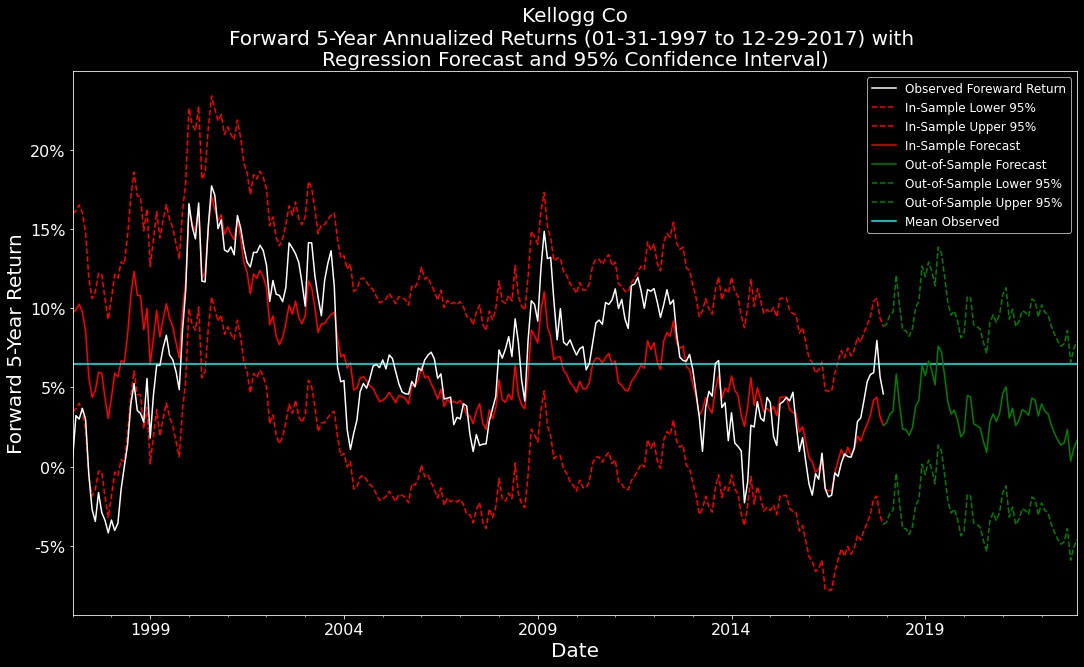 Kellogg Co
Forward 5-Year Annualized Returns (01-31-1997 to 12-29-2017) with
Regression Forecast and 95% Confidence Interval)
Observed Foreward Return
In-Sample Lower 95%
In-Sample Upper 95%
In-Sample Forecast
Out-of-Sample Forecast
Out-of-Sample Lower 95%
Out-of-Sample Upper 95%
Mean Observed
Forward 5-Year Return
20%
15%
10%
5%
0%
-5%
1999
2004
2009
2014
2019
Date